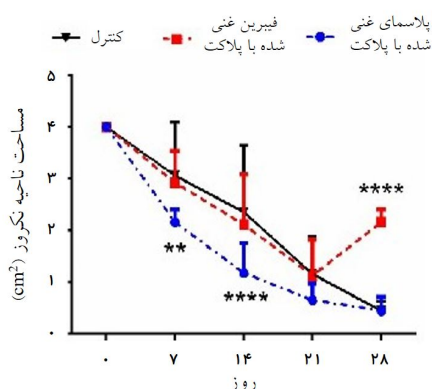 کنترل
فیبرین غنی
شده با پلاکت
پلاسمای غنی
شده با پلاکت
مساحت ناحیه نکروز (cm²)
۵
۴
۳
۲
۱
۰
**
****
****
۰ ۷ ۱۴ ۲۱ ۲۸
روز